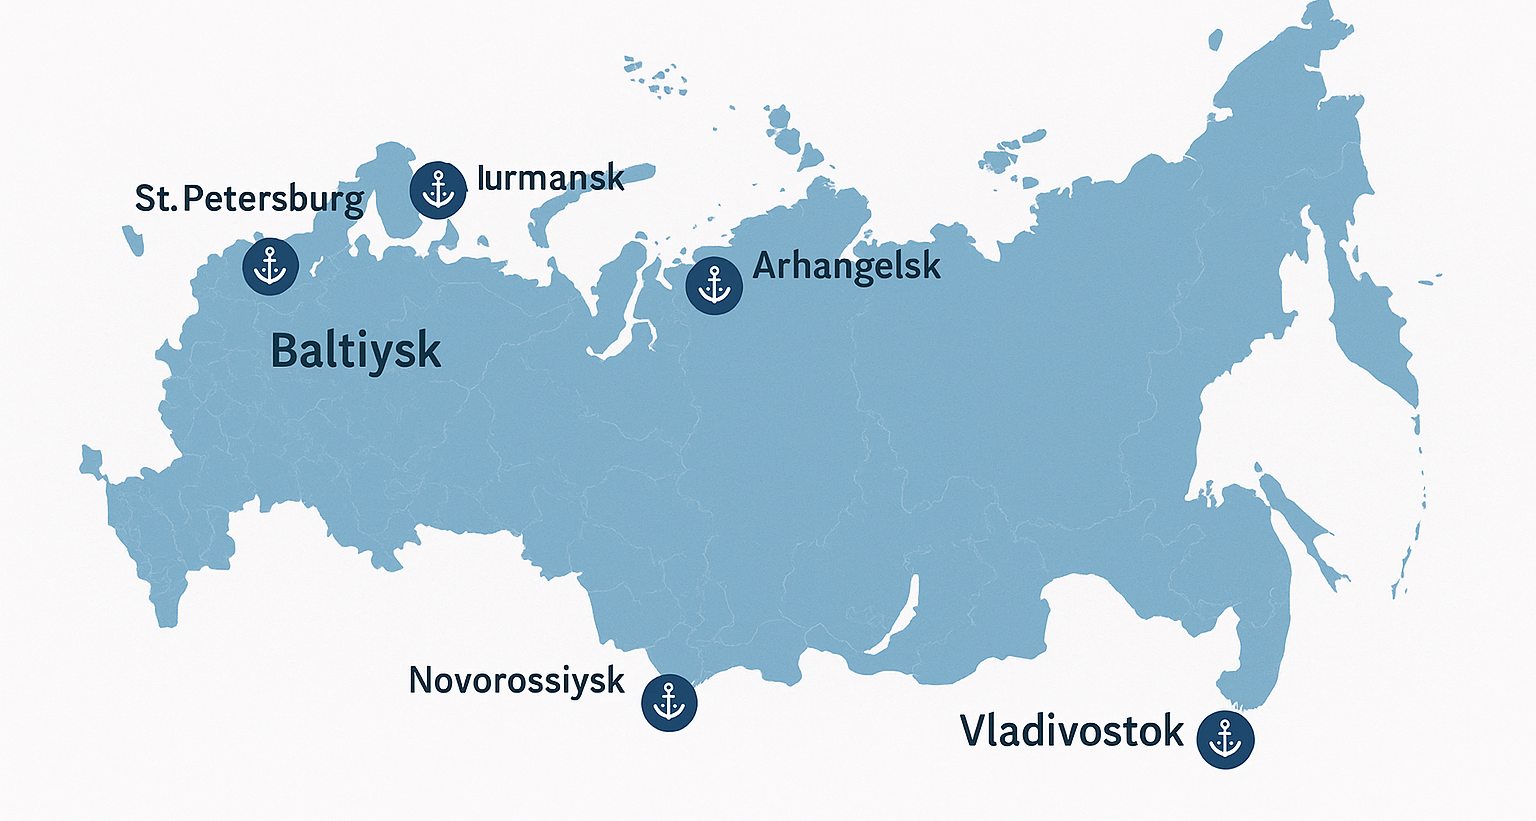 St. Petersburg
Iurmansk
Arhangelsk
Baltiysk
Novorossiysk
Vladivostok